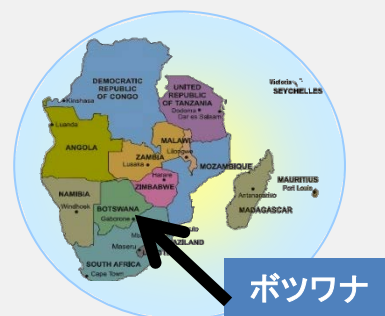 DEMOCRATIC
REPUBLIC
OF CONGO
Kinshasa
UNITED
REPUBLIC
OF TANZANIA
Dodoma
Dar es Salaam
Victoria
SEYCHELLES
Luanda
ANGOLA
MALAWI
Lilongwe
ZAMBIA
Lusaka
MOZAMBIQUE
Harare
ZIMBABWE
MAURITIUS
Port Louis
Antananarivo
MADAGASCAR
NAMIBIA
Windhoek
BOTSWANA
Gaborone
Maseru
SOUTH AFRICA
Cape Town
ボツワナ